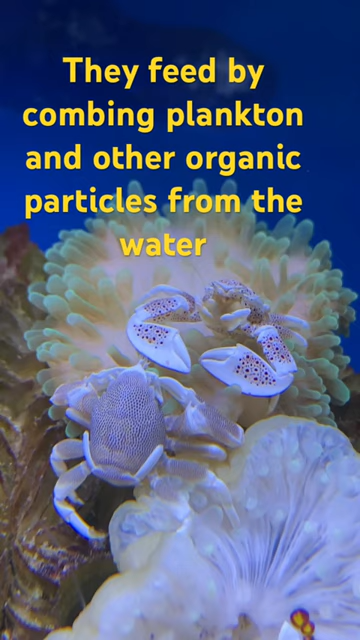 They feed by
combing plankton
and other organic
particles from the
water